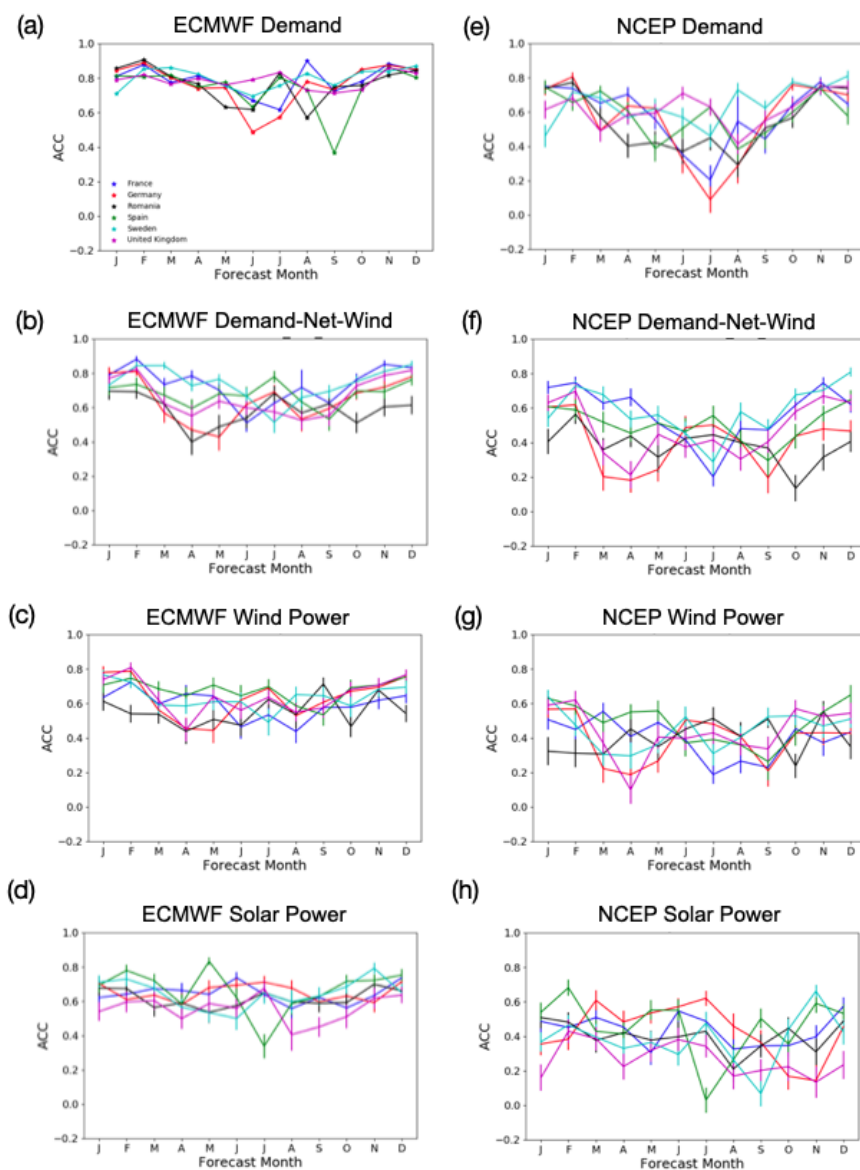 (a)
ECMWF Demand
1.0
0.8
0.6
0.4
0.2
0.0
−0.2
ACC
France
Germany
Romania
Spain
Sweden
United Kingdom
J F M A M J J A S O N D
Forecast Month
(e)
NCEP Demand
1.0
0.8
0.6
0.4
0.2
0.0
−0.2
ACC
J F M A M J J A S O N D
Forecast Month
(b)
ECMWF Demand-Net-Wind
1.0
0.8
0.6
0.4
0.2
0.0
−0.2
ACC
J F M A M J J A S O N D
Forecast Month
(f)
NCEP Demand-Net-Wind
1.0
0.8
0.6
0.4
0.2
0.0
−0.2
ACC
J F M A M J J A S O N D
Forecast Month
(c)
ECMWF Wind Power
1.0
0.8
0.6
0.4
0.2
0.0
−0.2
ACC
J F M A M J J A S O N D
Forecast Month
(g)
NCEP Wind Power
1.0
0.8
0.6
0.4
0.2
0.0
−0.2
ACC
J F M A M J J A S O N D
Forecast Month
(d)
ECMWF Solar Power
1.0
0.8
0.6
0.4
0.2
0.0
−0.2
ACC
J F M A M J J A S O N D
Forecast Month
(h)
NCEP Solar Power
1.0
0.8
0.6
0.4
0.2
0.0
−0.2
ACC
J F M A M J J A S O N D
Forecast Month